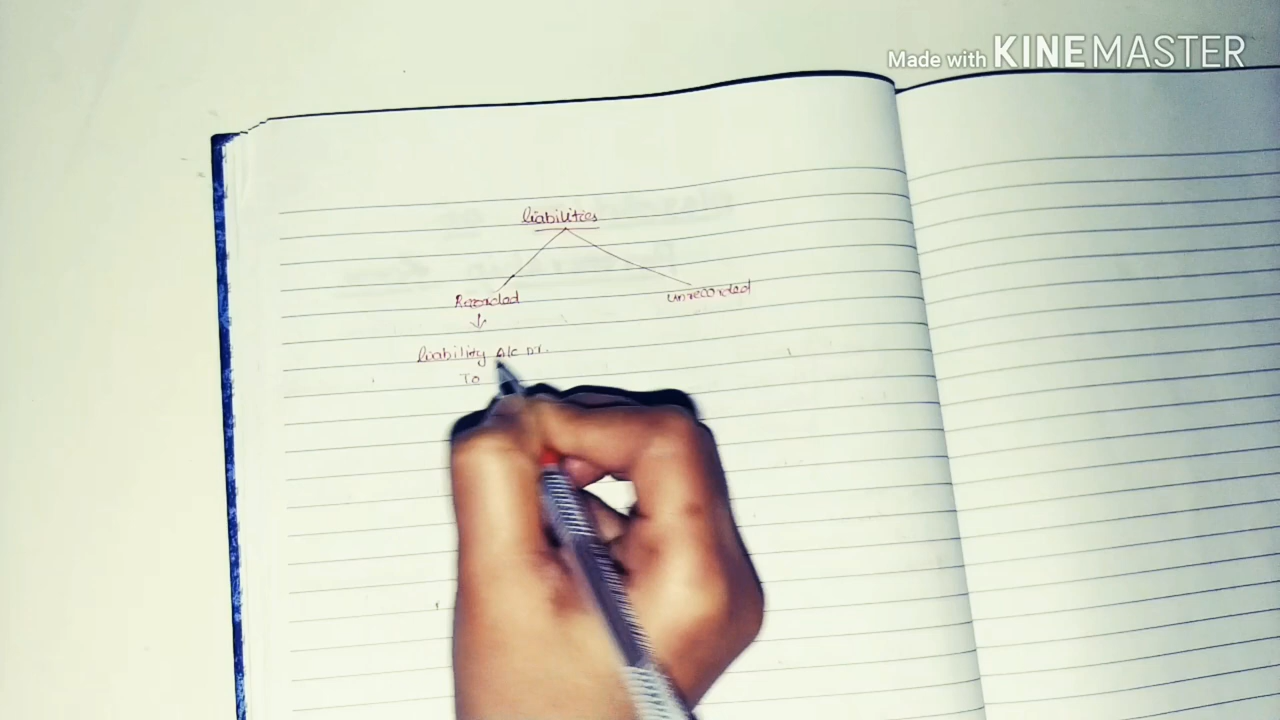 Made with KINEMASTER
liabilities
Recorded unrecorded
liability A/c Dr.
To